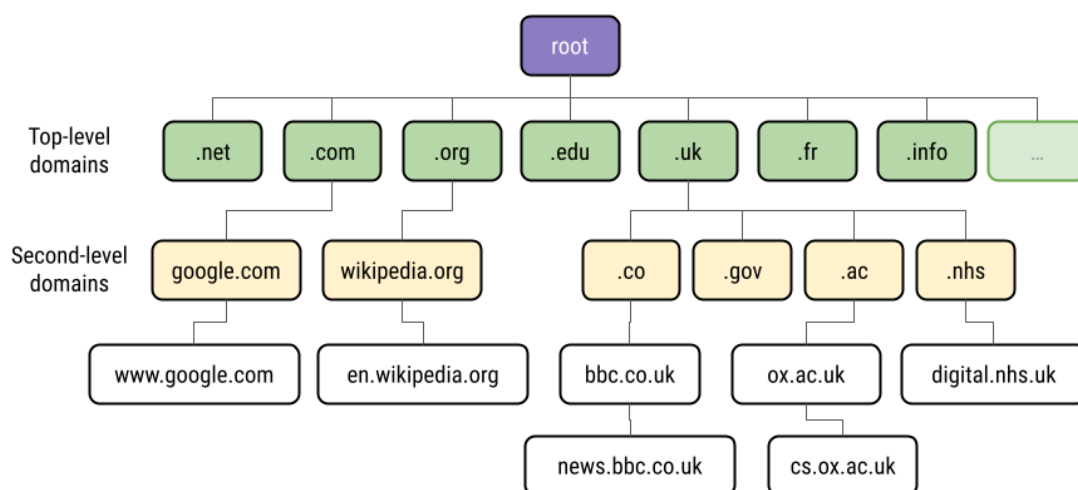 root
Top-level
domains
.net
.com
.org
.edu
.uk
.fr
.info
...
Second-level
domains
google.com
wikipedia.org
.co
.gov
.ac
.nhs
www.google.com
en.wikipedia.org
bbc.co.uk
ox.ac.uk
digital.nhs.uk
news.bbc.co.uk
cs.ox.ac.uk